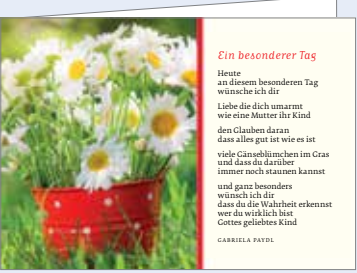 Ein besonderer Tag
Heute
an diesem besonderen Tag
wünsche ich dir
Liebe die dich umarmt
wie eine Mutter ihr Kind
den Glauben daran
dass alles gut ist wie es ist
viele Gänseblümchen im Gras
und dass du darüber
immer noch staunen kannst
und ganz besonders
wünsch ich dir
dass du die Wahrheit erkennst
wer du wirklich bist
Gottes geliebtes Kind
GABRIELA PAYDL